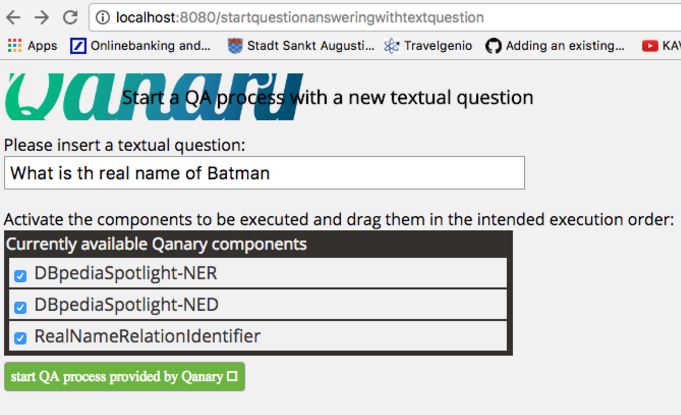 localhost:8080/startquestionansweringwithtextquestion
Apps Onlinebanking and... Stadt Sankt Augusti... Travelgenio Adding an existing... KAV
Qanary
Start a QA process with a new textual question
Please insert a textual question:
What is th real name of Batman
Activate the components to be executed and drag them in the intended execution order:
Currently available Qanary components
DBpediaSpotlight-NER
DBpediaSpotlight-NED
RealNameRelationIdentifier
start QA process provided by Qanary